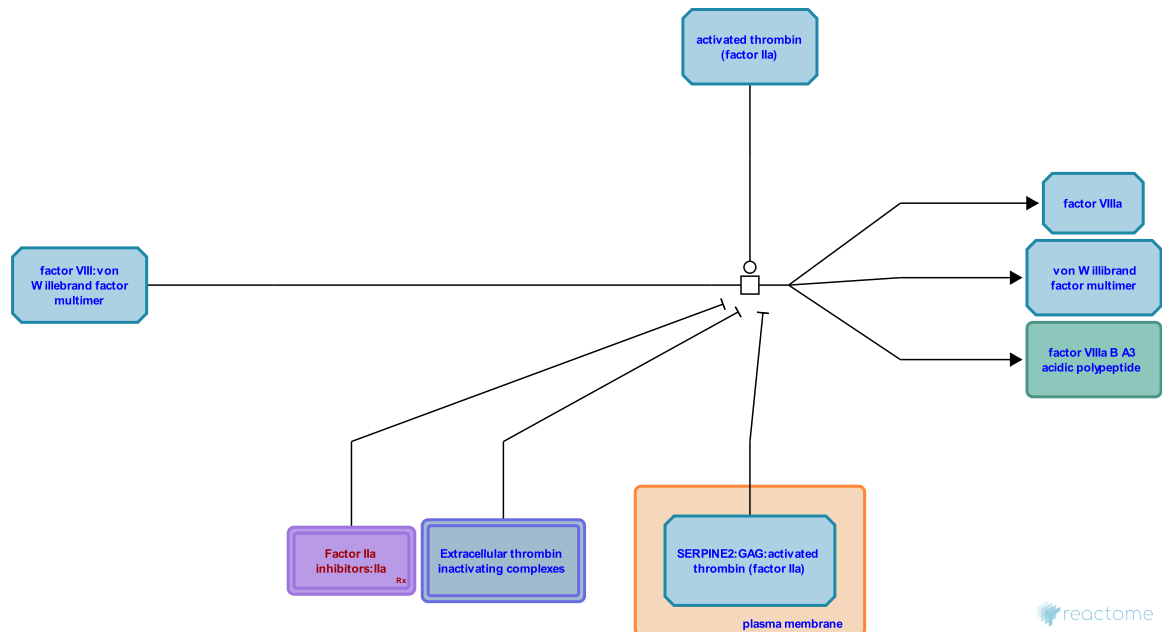 activated thrombin
(factor IIa)
factor VIIIa
factor VIII:von
Willebrand factor
multimer
von Willibrand
factor multimer
factor VIIIa B A3
acidic polypeptide
Factor IIa
inhibitors:IIa
Rx
Extracellular thrombin
inactivating complexes
SERPINE2:GAG:activated
thrombin (factor IIa)
plasma membrane
reactome